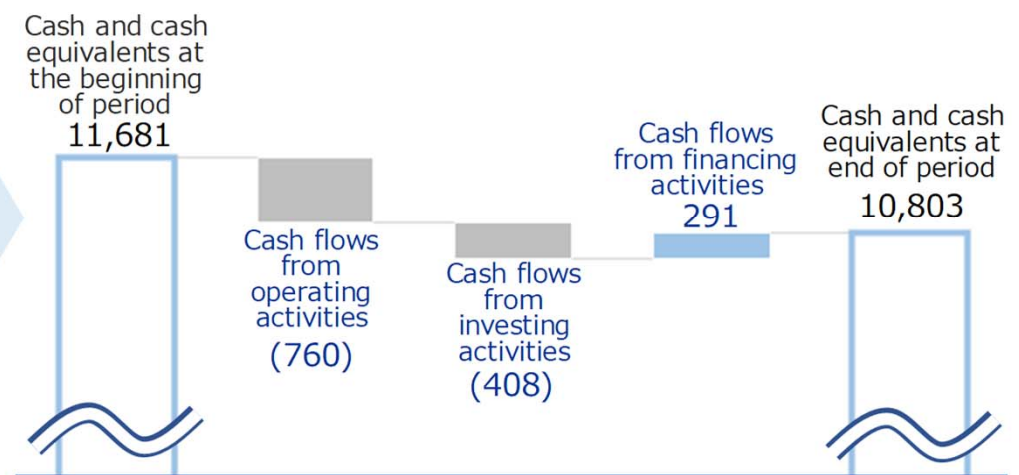 Cash and cash
equivalents at
the beginning
of period
11,681
Cash flows
from
operating
activities
(760)
Cash flows
from
investing
activities
(408)
Cash flows
from financing
activities
291
Cash and cash
equivalents at
end of period
10,803